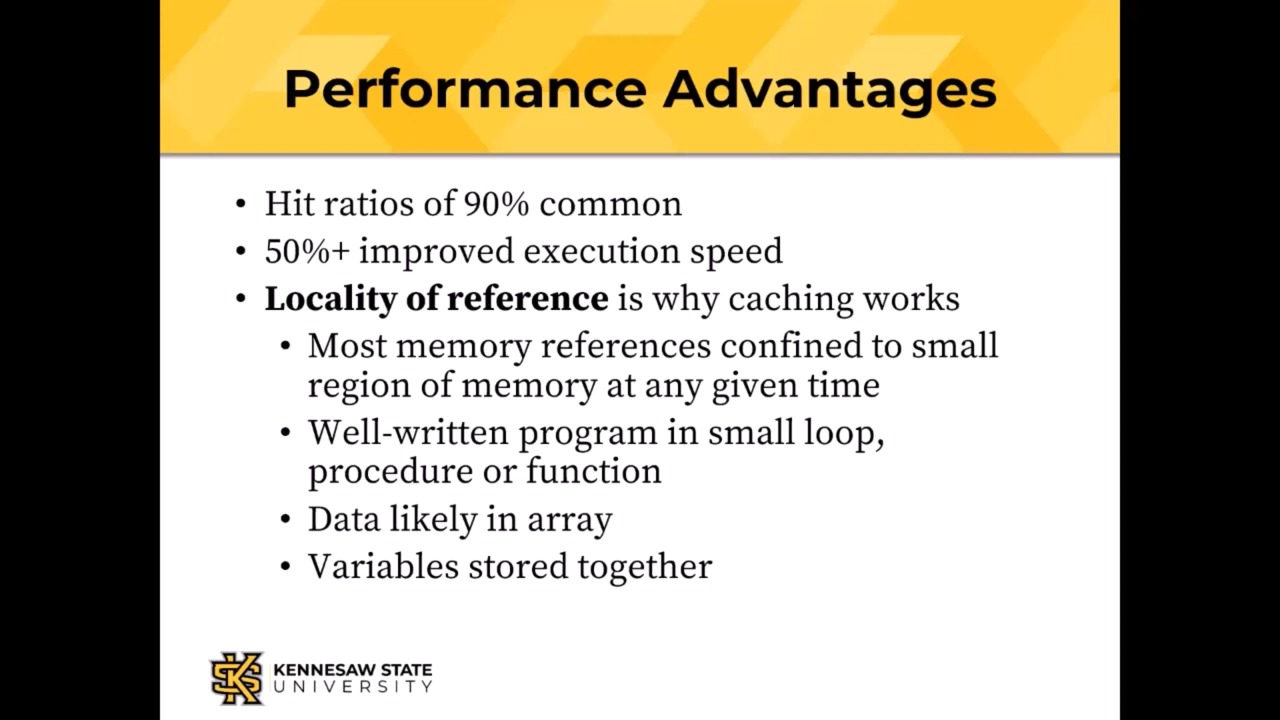 Performance Advantages
• Hit ratios of 90% common
• 50%+ improved execution speed
• Locality of reference is why caching works
• Most memory references confined to small
region of memory at any given time
• Well-written program in small loop,
procedure or function
• Data likely in array
• Variables stored together
KENNESAW STATE
UNIVERSITY